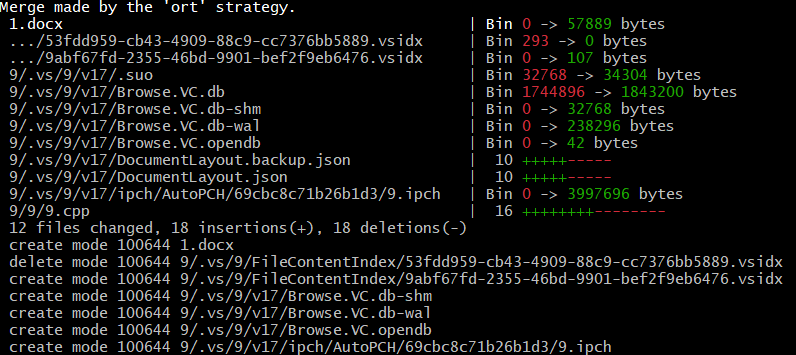 Merge made by the 'ort' strategy.
 1.docx                                             | Bin 0 -> 57889 bytes
 .../53fdd959-cb43-4909-88c9-cc7376bb5889.vsidx     | Bin 293 -> 0 bytes
 .../9abf67fd-2355-46bd-9901-bef2f9eb6476.vsidx     | Bin 0 -> 107 bytes
 9/.vs/9/v17/.suo                                   | Bin 32768 -> 34304 bytes
 9/.vs/9/v17/Browse.VC.db                           | Bin 1744896 -> 1843200 bytes
 9/.vs/9/v17/Browse.VC.db-shm                       | Bin 0 -> 32768 bytes
 9/.vs/9/v17/Browse.VC.db-wal                       | Bin 0 -> 238296 bytes
 9/.vs/9/v17/Browse.VC.opendb                       | Bin 0 -> 42 bytes
 9/.vs/9/v17/DocumentLayout.backup.json             |  10 +++++-----
 9/.vs/9/v17/DocumentLayout.json                    |  10 +++++-----
 9/.vs/9/v17/ipch/AutoPCH/69cbc8c71b26b1d3/9.ipch   | Bin 0 -> 3997696 bytes
 9/9/9.cpp                                          |  16 ++++++++---------
 12 files changed, 18 insertions(+), 18 deletions(-)
 create mode 100644 1.docx
 delete mode 100644 9/.vs/9/FileContentIndex/53fdd959-cb43-4909-88c9-cc7376bb5889.vsidx
 create mode 100644 9/.vs/9/FileContentIndex/9abf67fd-2355-46bd-9901-bef2f9eb6476.vsidx
 create mode 100644 9/.vs/9/v17/Browse.VC.db-shm
 create mode 100644 9/.vs/9/v17/Browse.VC.db-wal
 create mode 100644 9/.vs/9/v17/Browse.VC.opendb
 create mode 100644 9/.vs/9/v17/ipch/AutoPCH/69cbc8c71b26b1d3/9.ipch